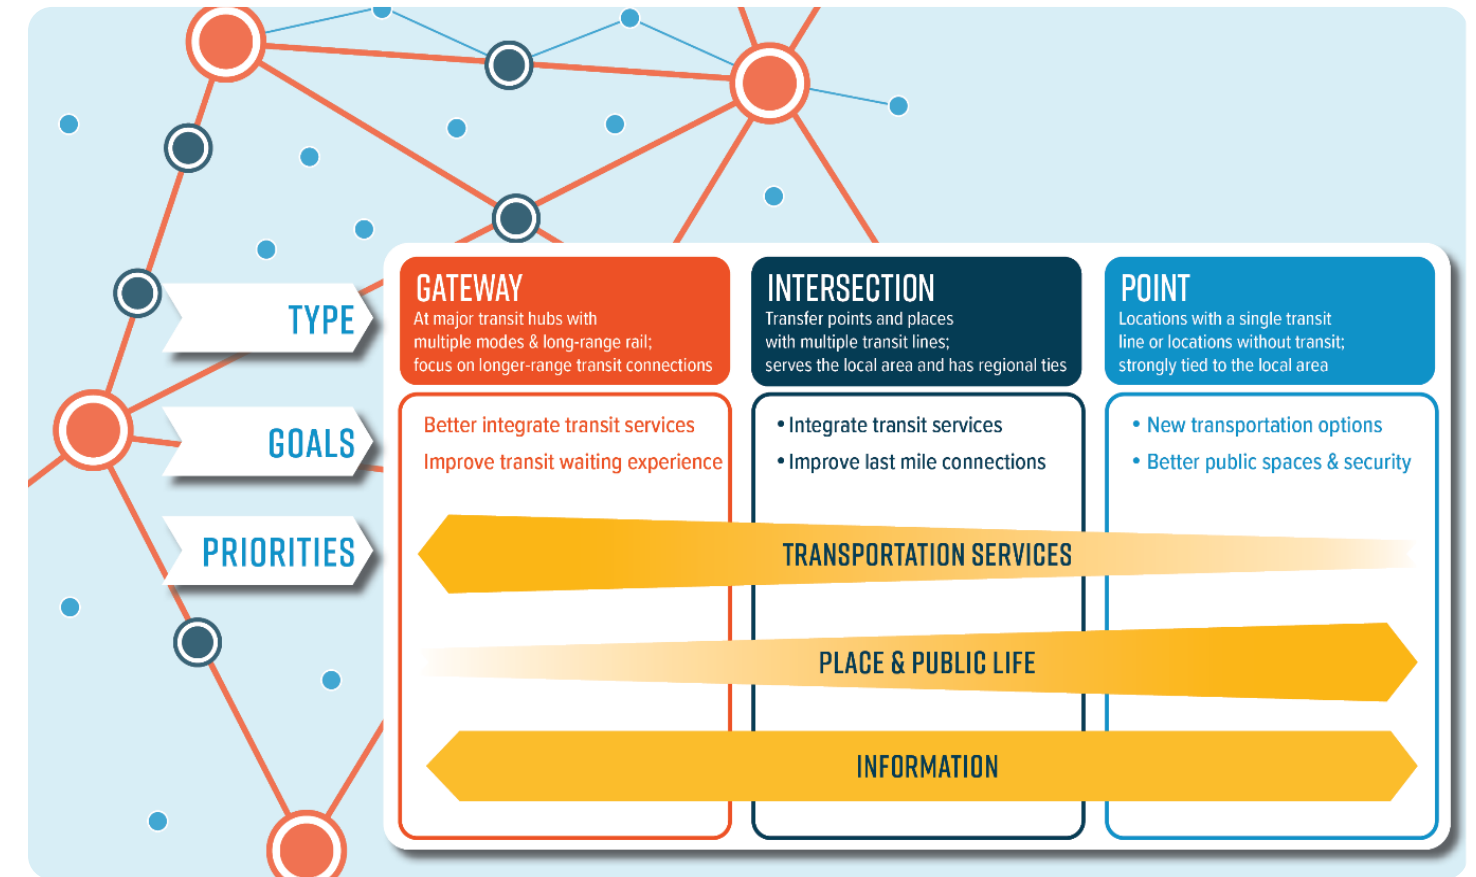 TYPE
GATEWAY
At major transit hubs with
multiple modes & long-range rail;
focus on longer-range transit connections
INTERSECTION
Transfer points and places
with multiple transit lines;
serves the local area and has regional ties
POINT
Locations with a single transit
line or locations without transit;
strongly tied to the local area
GOALS
Better integrate transit services
Improve transit waiting experience
• Integrate transit services
• Improve last mile connections
• New transportation options
• Better public spaces & security
PRIORITIES
TRANSPORTATION SERVICES
PLACE & PUBLIC LIFE
INFORMATION